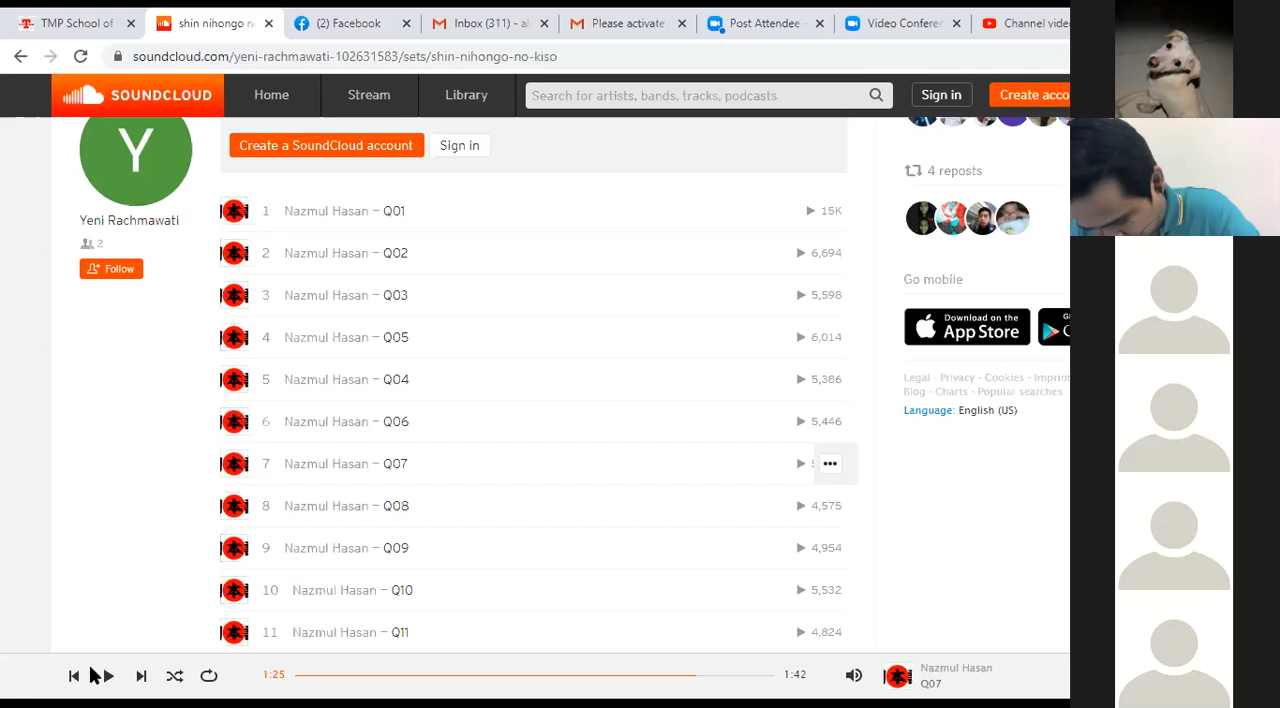 TMP School of
shin nihongo no
(2) Facebook
Inbox (311) - al
Please activate
Post Attendee -
Video Conferen
Channel video
soundcloud.com/yeni-rachmawati-102631583/sets/shin-nihongo-no-kiso
SOUNDCLOUD
Home
Stream
Library
Search for artists, bands, tracks, podcasts
Sign in
Create acco
Y
Create a SoundCloud account
Sign in
Yeni Rachmawati
2
Follow
1 Nazmul Hasan – Q01 15K
2 Nazmul Hasan – Q02 6,694
3 Nazmul Hasan – Q03 5,598
4 Nazmul Hasan – Q05 6,014
5 Nazmul Hasan – Q04 5,386
6 Nazmul Hasan – Q06 5,446
7 Nazmul Hasan – Q07
8 Nazmul Hasan – Q08 4,575
9 Nazmul Hasan – Q09 4,954
10 Nazmul Hasan – Q10 5,532
11 Nazmul Hasan – Q11 4,824
4 reposts
Go mobile
Download on the
App Store
Legal - Privacy - Cookies - Imprint
Blog - Charts - Popular searches
Language: English (US)
1:25
1:42
Nazmul Hasan
Q07